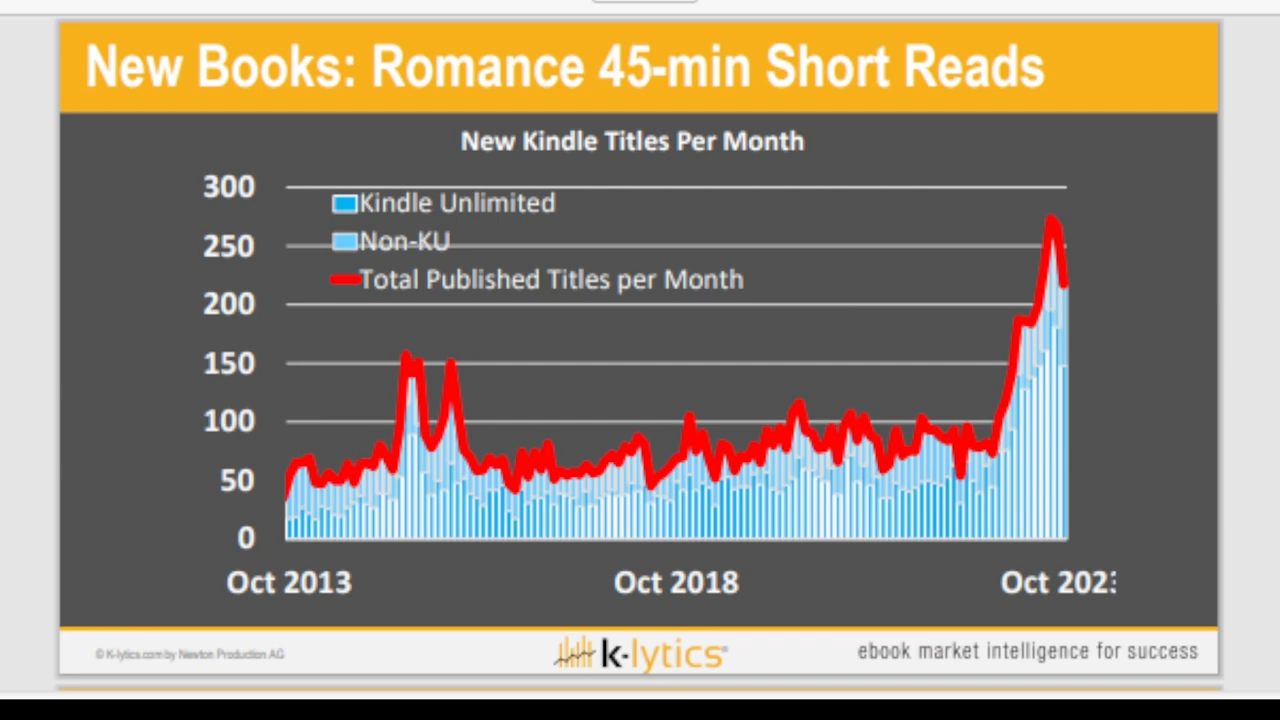 New Books: Romance 45-min Short Reads
New Kindle Titles Per Month
300
Kindle Unlimited
Non-KU
250
Total Published Titles per Month
200
150
100
50
0
Oct 2013
Oct 2018
Oct 202
© K-lytics.com by Newton Production AG
k-lytics®
ebook market intelligence for success